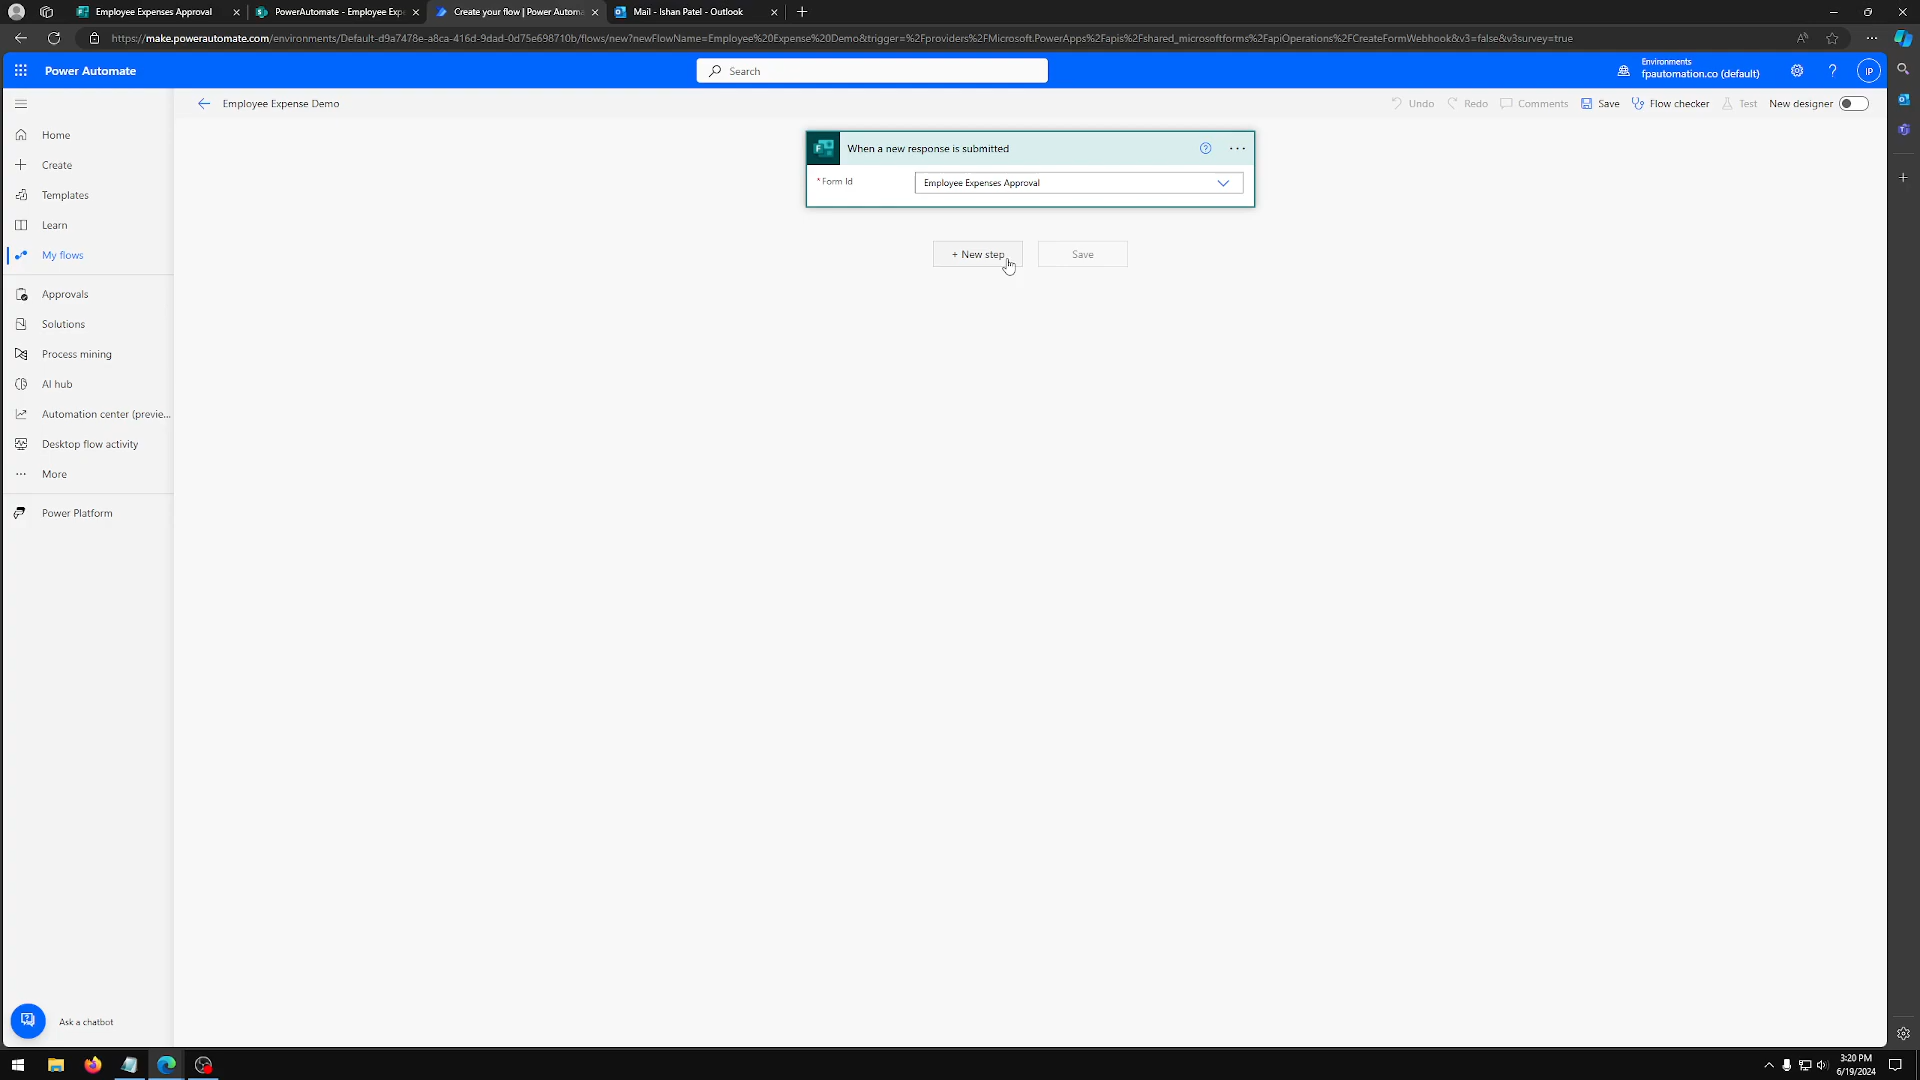 Employee Expenses Approval
PowerAutomate - Employee Exp
Create your flow | Power Automa
Mail - Ishan Patel - Outlook
https://make.powerautomate.com/environments/Default-d9a7478e-a8ca-416d-9dad-0d75e698710b/flows/new?newFlowName=Employee%20Expense%20Demo&trigger=%2Fproviders%2FMicrosoft.PowerApps%2Fapis%2Fshared_microsoftforms%2FapiOperations%2FCreateFormWebhook&v3=false&v3survey=true
Power Automate
Search
Environments
fpautomation.co (default)
IP
Employee Expense Demo
Undo
Redo
Comments
Save
Flow checker
Test
New designer
Home
Create
Templates
Learn
My flows
Approvals
Solutions
Process mining
AI hub
Automation center (previe...
Desktop flow activity
More
Power Platform
When a new response is submitted
* Form Id
Employee Expenses Approval
+ New step
Save
Ask a chatbot
3:20 PM
6/19/2024